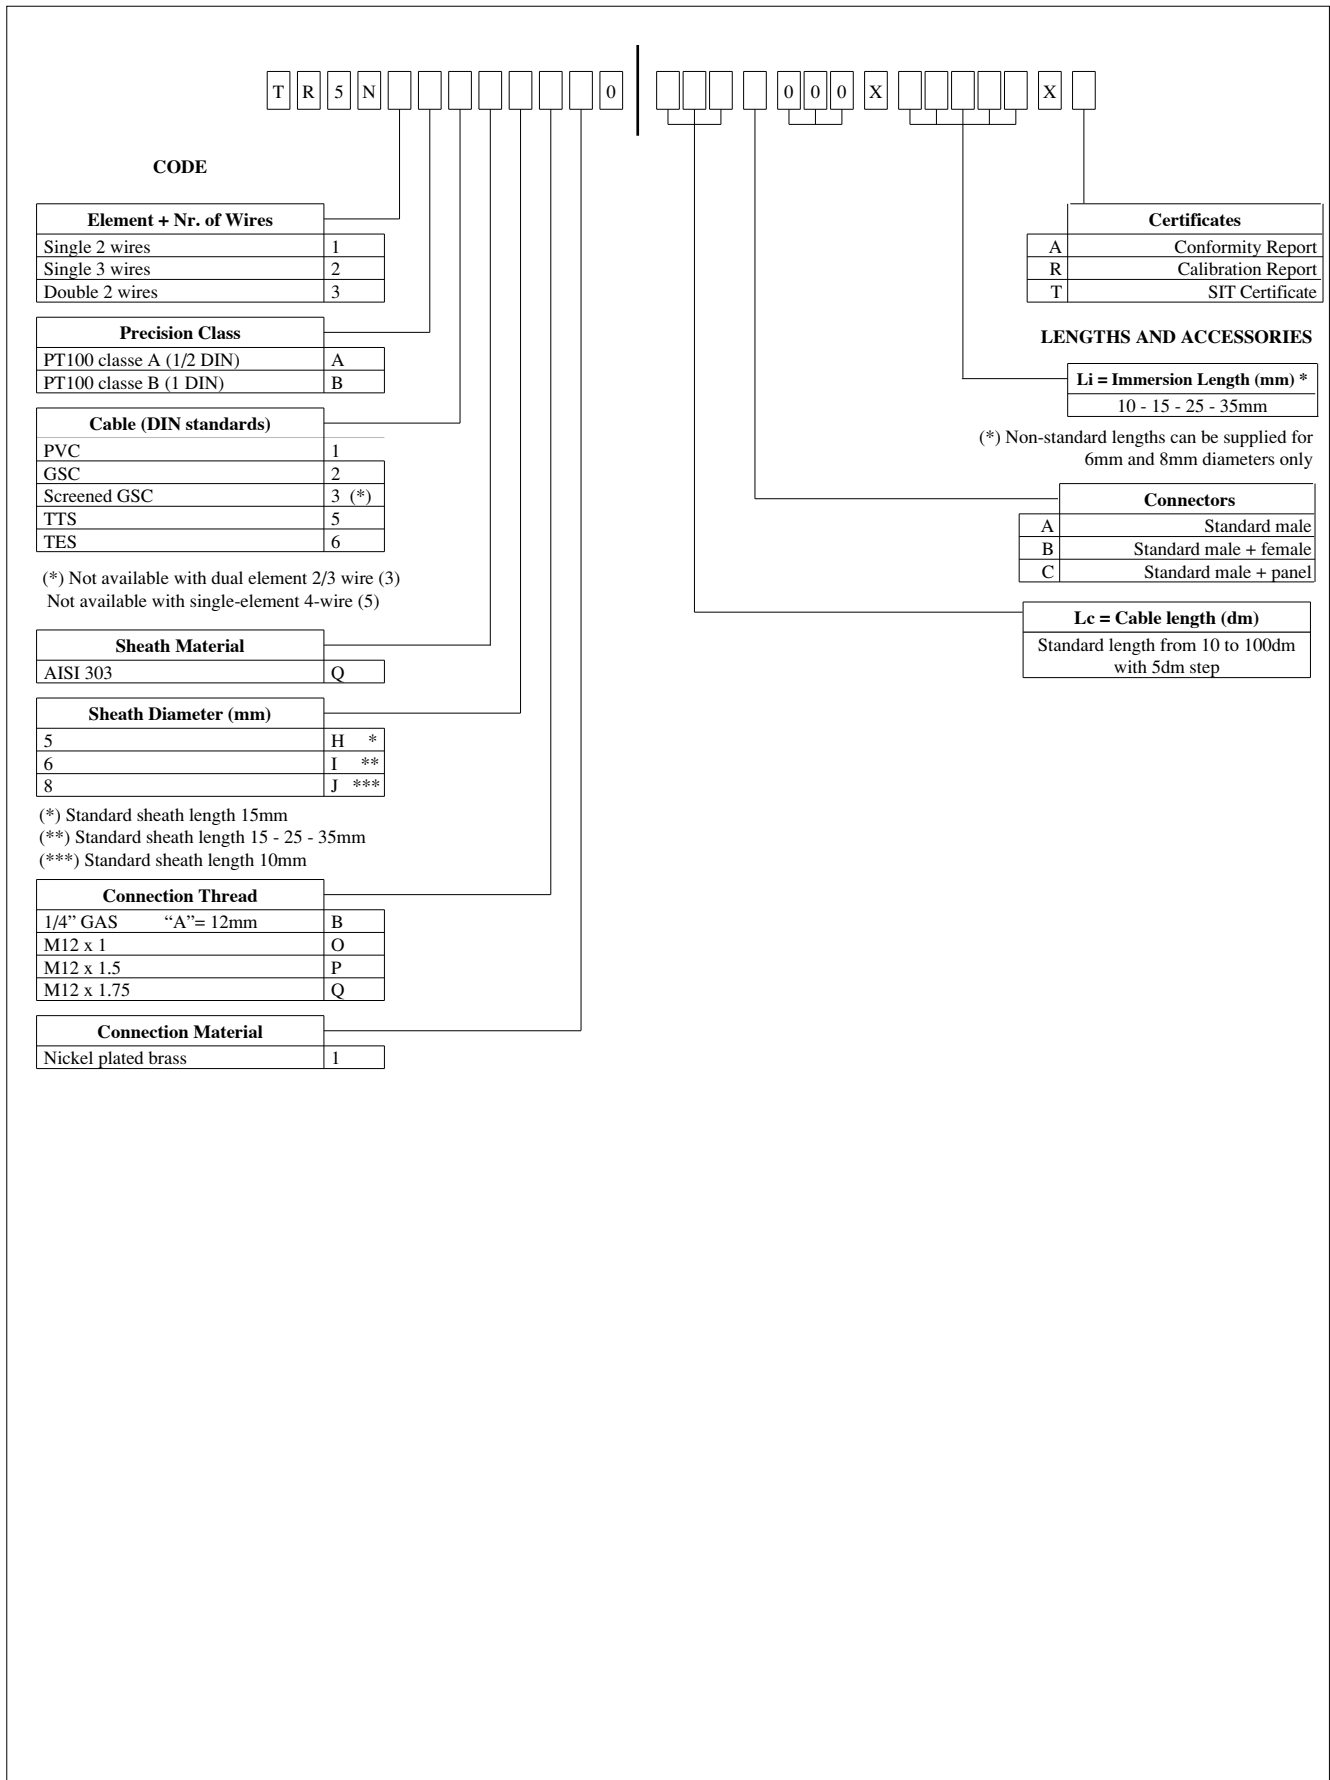 T R 5 N 0 0 0 0 X X
CODE
Element + Nr. of Wires
Single 2 wires 1
Single 3 wires 2
Double 2 wires 3
Precision Class
PT100 classe A (1/2 DIN) A
PT100 classe B (1 DIN) B
Cable (DIN standards)
PVC 1
GSC 2
Screened GSC 3 (*)
TTS 5
TES 6
(*) Not available with dual element 2/3 wire (3)
Not available with single-element 4-wire (5)
Sheath Material
AISI 303 Q
Sheath Diameter (mm)
5 H *
6 I **
8 J ***
(*) Standard sheath length 15mm
(**) Standard sheath length 15 - 25 - 35mm
(***) Standard sheath length 10mm
Connection Thread
1/4” GAS “A”= 12mm B
M12 x 1 O
M12 x 1.5 P
M12 x 1.75 Q
Connection Material
Nickel plated brass 1
Certificates
A Conformity Report
R Calibration Report
T SIT Certificate
LENGTHS AND ACCESSORIES
Li = Immersion Length (mm) *
10 - 15 - 25 - 35mm
(*) Non-standard lengths can be supplied for
6mm and 8mm diameters only
Connectors
A Standard male
B Standard male + female
C Standard male + panel
Lc = Cable length (dm)
Standard length from 10 to 100dm
with 5dm step